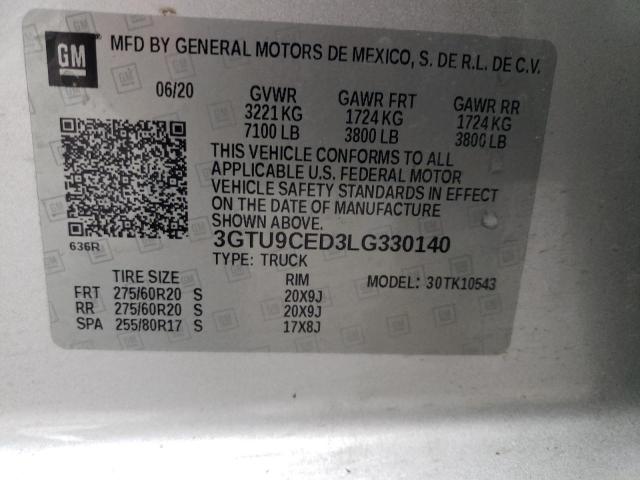 GM
MFD BY GENERAL MOTORS DE MEXICO, S. DE R.L. DE C.V.
06/20 GVWR GAWR FRT GAWR RR
3221 KG 1724 KG 1724 KG
7100 LB 3800 LB 3800 LB
THIS VEHICLE CONFORMS TO ALL
APPLICABLE U.S. FEDERAL MOTOR
VEHICLE SAFETY STANDARDS IN EFFECT
ON THE DATE OF MANUFACTURE
SHOWN ABOVE.
636R
3GTU9CED3LG330140
TYPE: TRUCK
TIRE SIZE RIM MODEL: 30TK10543
FRT 275/60R20 S 20X9J
RR 275/60R20 S 20X9J
SPA 255/80R17 S 17X8J